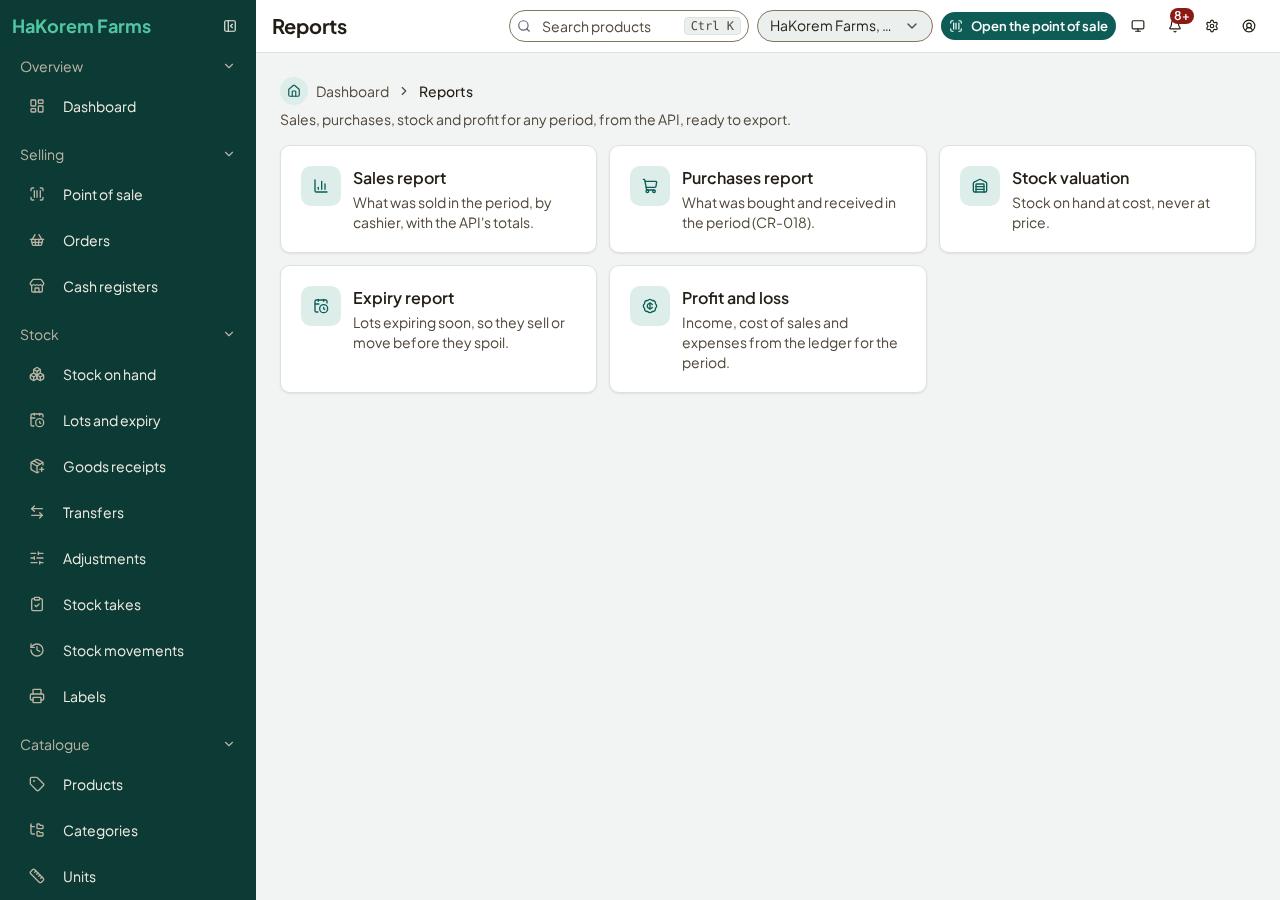 HaKorem Farms
Overview
Dashboard
Selling
Point of sale
Orders
Cash registers
Stock
Stock on hand
Lots and expiry
Goods receipts
Transfers
Adjustments
Stock takes
Stock movements
Labels
Catalogue
Products
Categories
Units
Reports
Search products
Ctrl K
HaKorem Farms, ...
Open the point of sale
8+
Dashboard
Reports
Sales, purchases, stock and profit for any period, from the API, ready to export.
Sales report
What was sold in the period, by
cashier, with the API's totals.
Purchases report
What was bought and received in
the period (CR-018).
Stock valuation
Stock on hand at cost, never at
price.
Expiry report
Lots expiring soon, so they sell or
move before they spoil.
Profit and loss
Income, cost of sales and
expenses from the ledger for the
period.